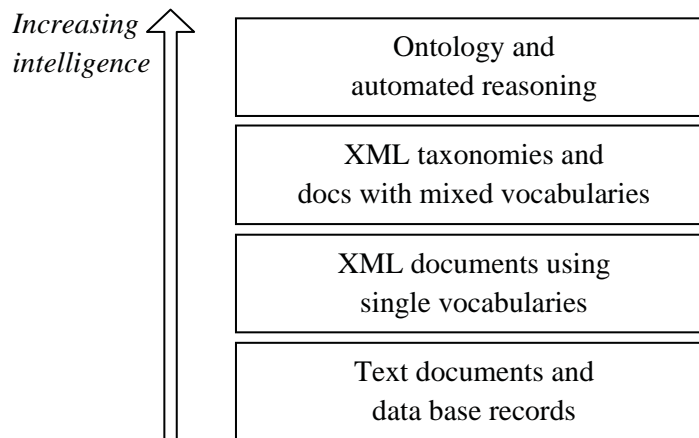 Increasing
intelligence
Ontology and
automated reasoning
XML taxonomies and
docs with mixed vocabularies
XML documents using
single vocabularies
Text documents and
data base records